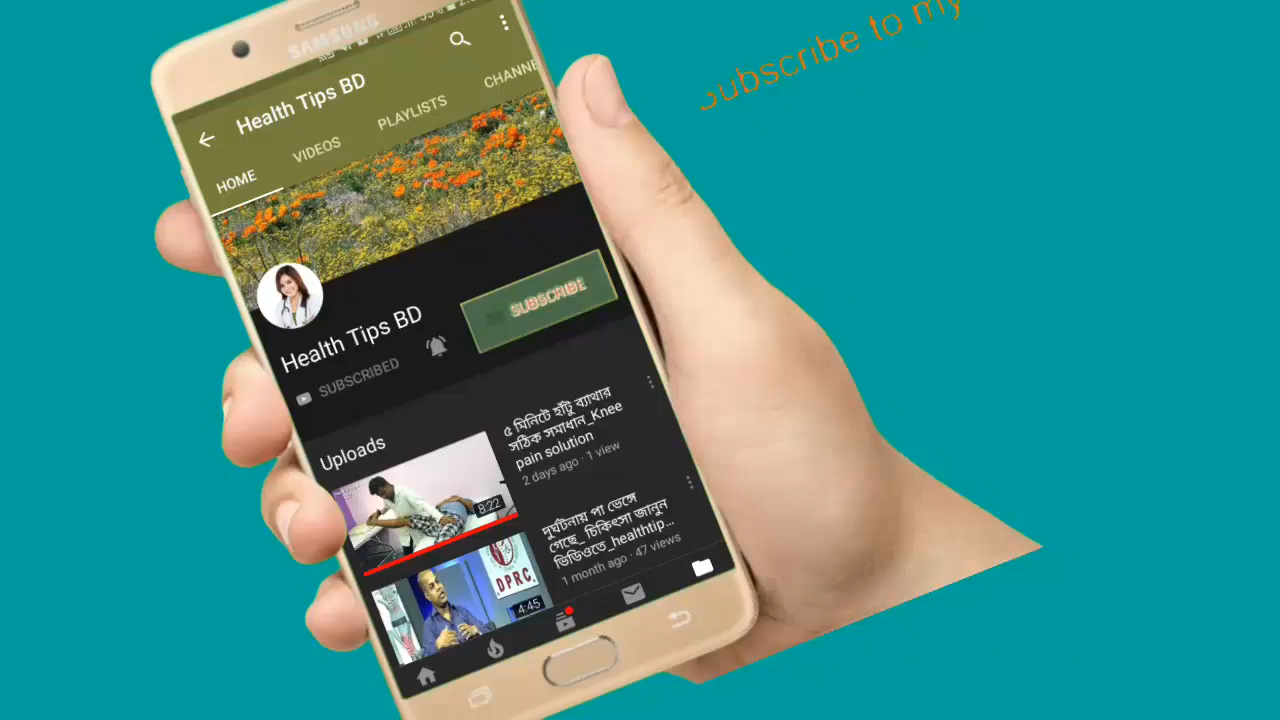 Subscribe to my
SAMSUNG
Health Tips BD
HOME
VIDEOS
PLAYLISTS
CHANNE
Health Tips BD
SUBSCRIBED
SUBSCRIBE
Uploads
৫ মিনিটে হাঁটু ব্যাথার
সঠিক সমাধান_Knee
pain solution
2 days ago · 1 view
8:22
দুর্ঘটনায় পা ভেঙ্গে
গেছে_ চিকিৎসা জানুন
ভিডিওতে_healthtip...
1 month ago · 47 views
DPRC
4:45